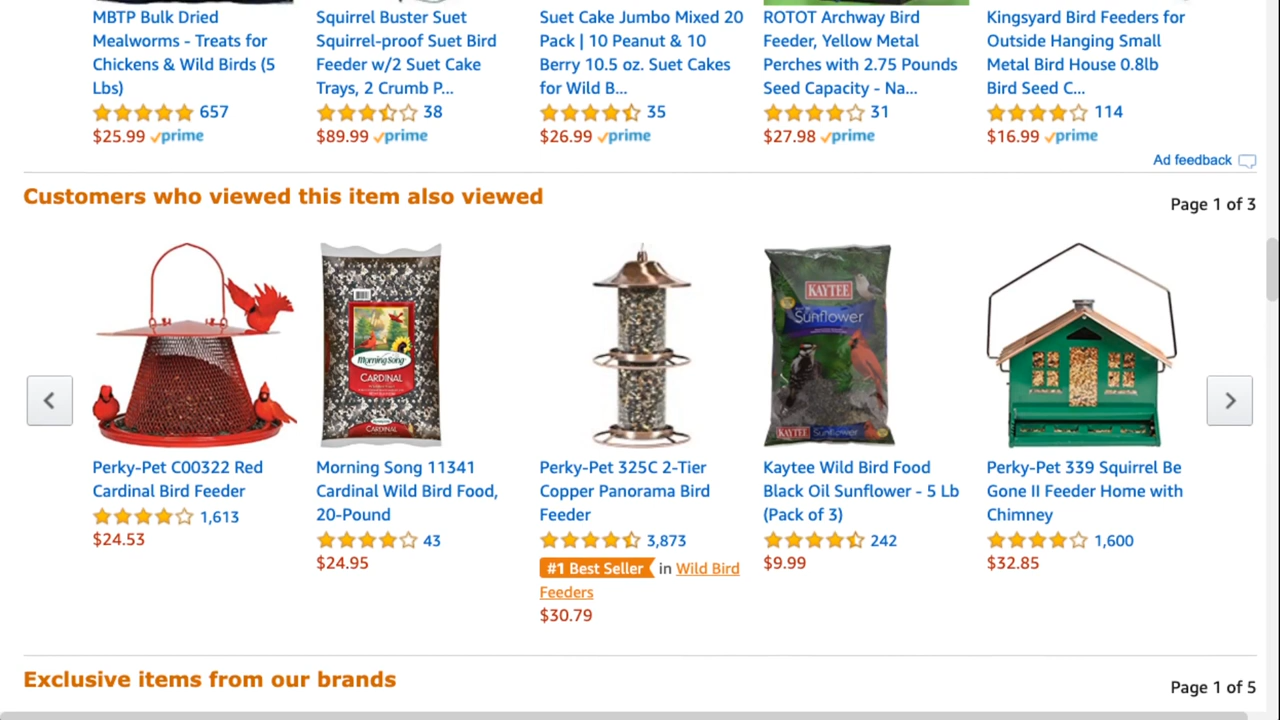 MBTP Bulk Dried
Mealworms - Treats for
Chickens & Wild Birds (5
Lbs)
657
$25.99 prime
Squirrel Buster Suet
Squirrel-proof Suet Bird
Feeder w/2 Suet Cake
Trays, 2 Crumb P...
38
$89.99 prime
Suet Cake Jumbo Mixed 20
Pack | 10 Peanut & 10
Berry 10.5 oz. Suet Cakes
for Wild B...
35
$26.99 prime
ROTOT Archway Bird
Feeder, Yellow Metal
Perches with 2.75 Pounds
Seed Capacity - Na...
31
$27.98 prime
Kingsyard Bird Feeders for
Outside Hanging Small
Metal Bird House 0.8lb
Bird Seed C...
114
$16.99 prime
Ad feedback
Customers who viewed this item also viewed
Page 1 of 3
Perky-Pet C00322 Red
Cardinal Bird Feeder
1,613
$24.53
Morning Song
CARDINAL
CARDINAL
Morning Song 11341
Cardinal Wild Bird Food,
20-Pound
43
$24.95
Perky-Pet 325C 2-Tier
Copper Panorama Bird
Feeder
3,873
#1 Best Seller in Wild Bird
Feeders
$30.79
KAYTEE
Sunflower
KAYTEE Sunflower
Kaytee Wild Bird Food
Black Oil Sunflower - 5 Lb
(Pack of 3)
242
$9.99
Perky-Pet 339 Squirrel Be
Gone II Feeder Home with
Chimney
1,600
$32.85
Exclusive items from our brands
Page 1 of 5